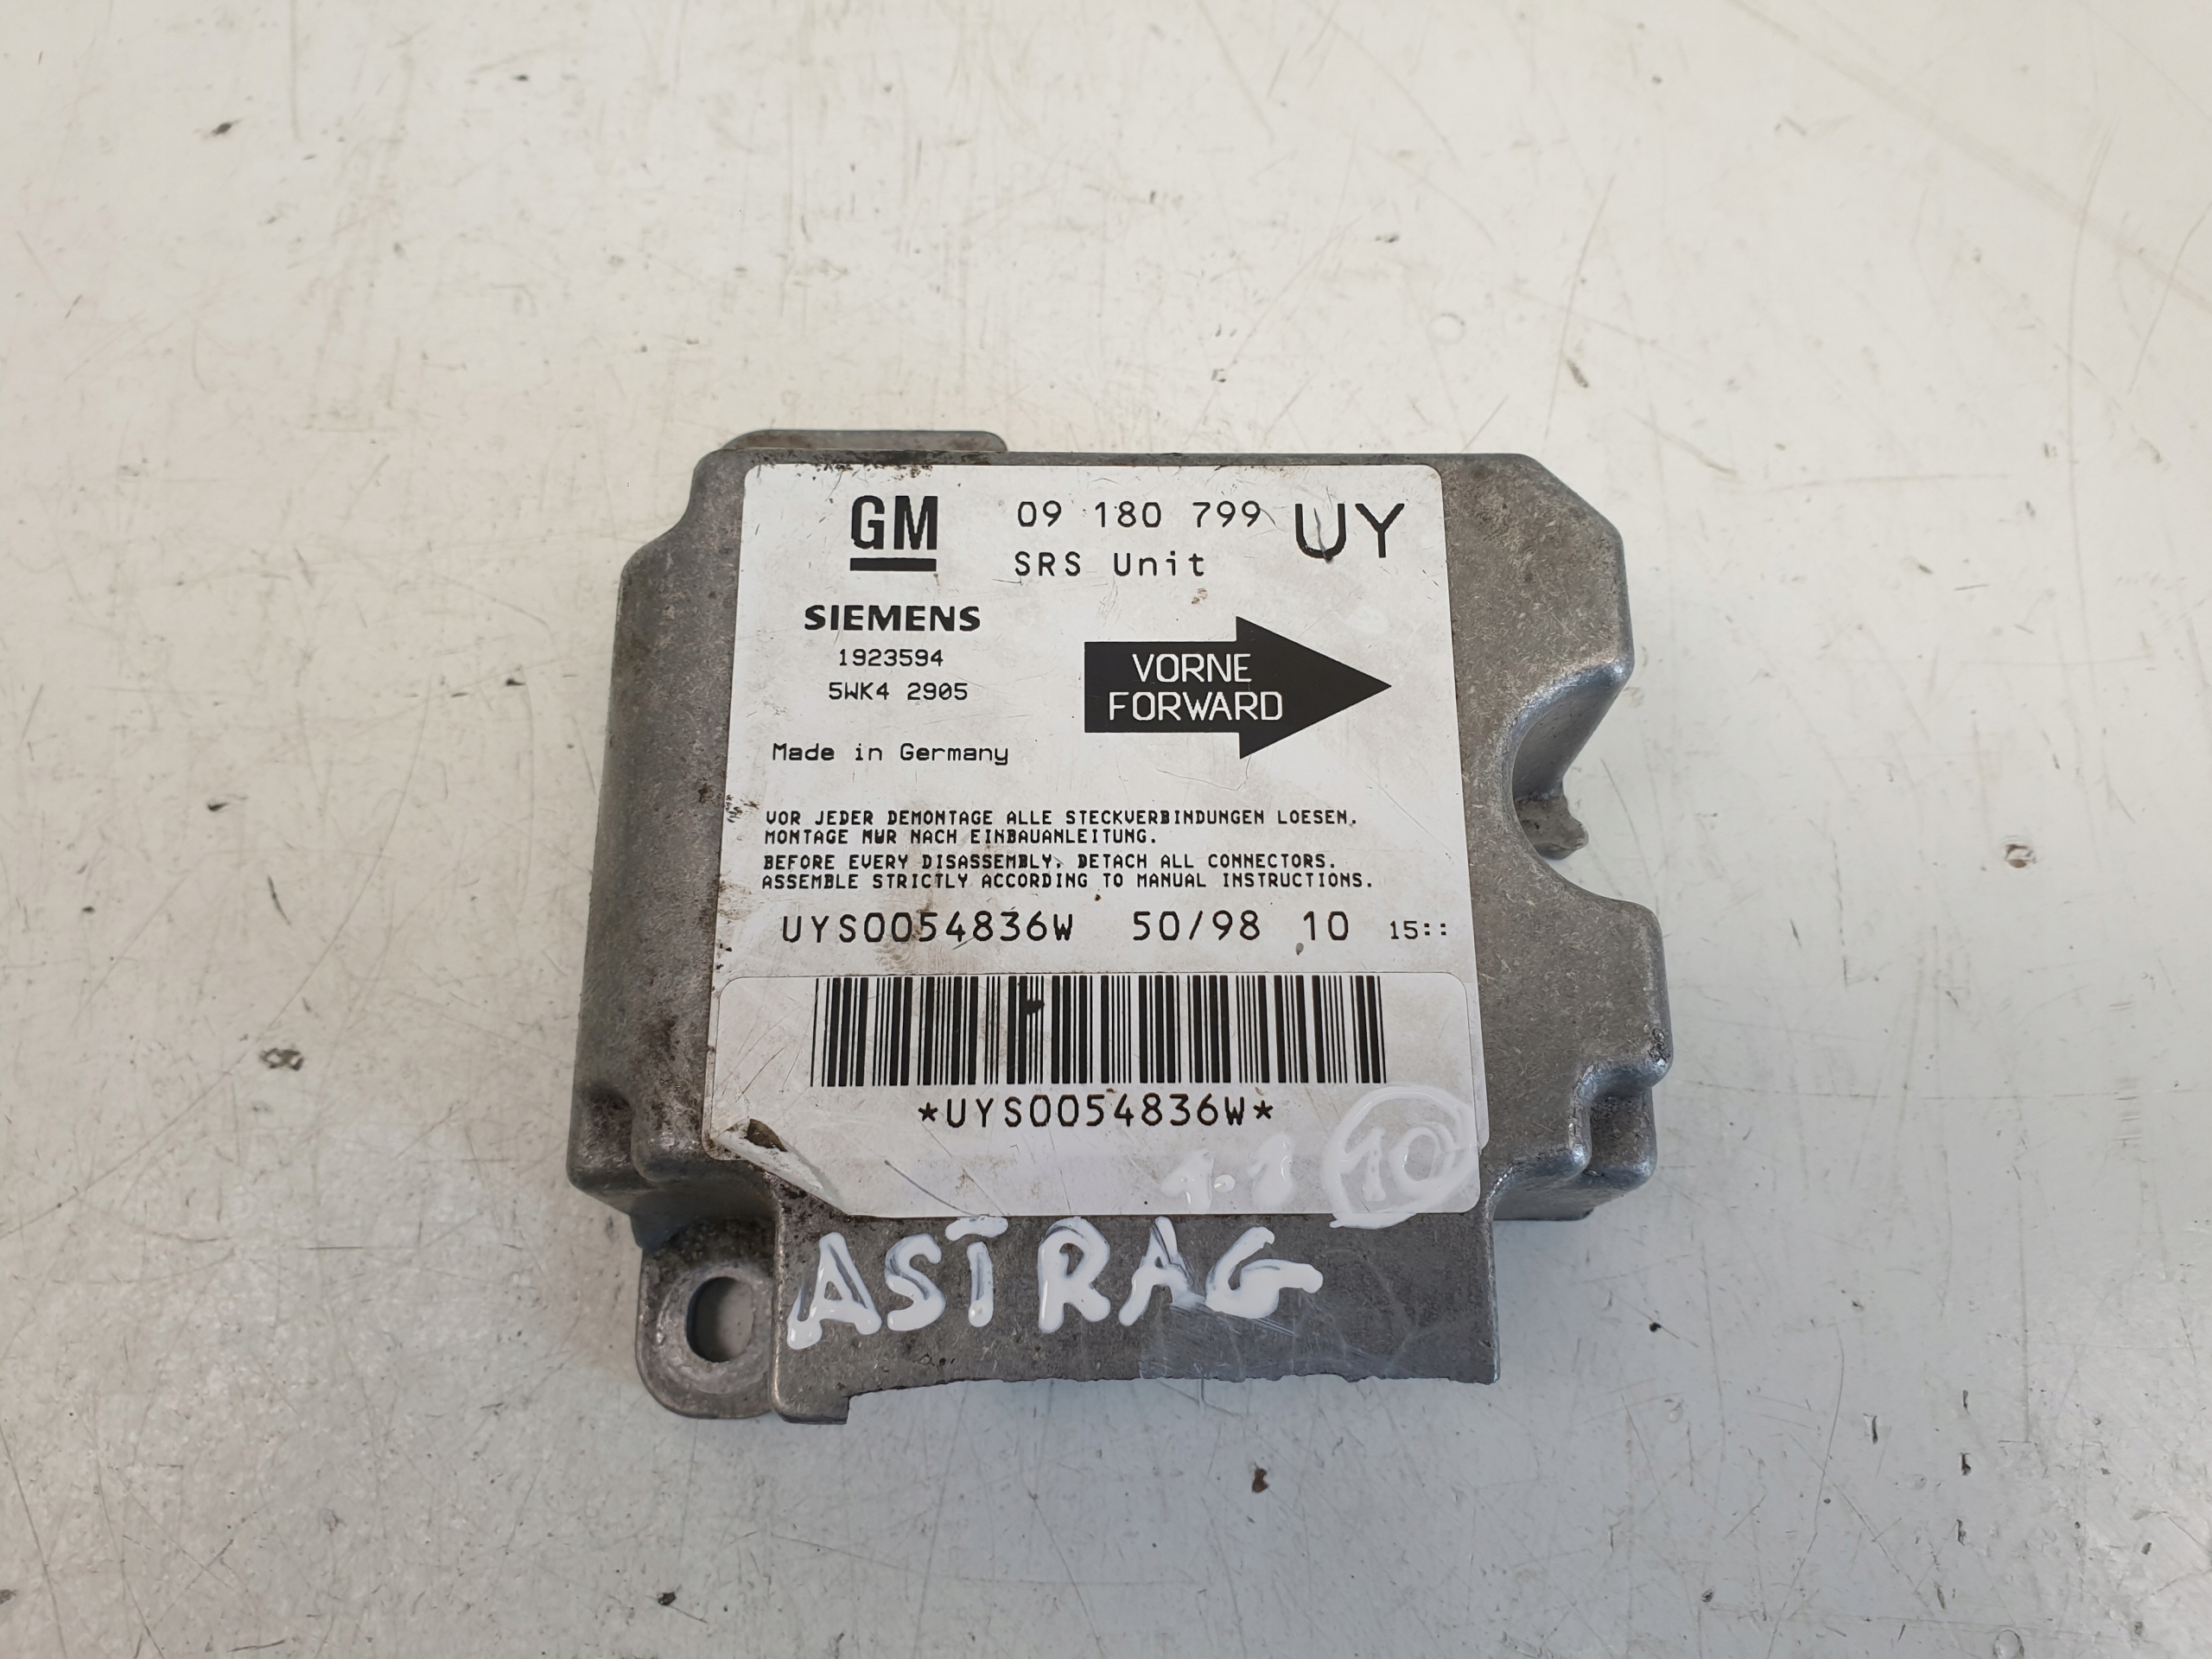 GM 09 180 799 UY
SRS Unit
SIEMENS
1923594
5WK4 2905
VORNE
FORWARD
Made in Germany
VOR JEDER DEMONTAGE ALLE STECKVERBINDUNGEN LOESEN.
MONTAGE NUR NACH EINBAUANLEITUNG.
BEFORE EVERY DISASSEMBLY, DETACH ALL CONNECTORS.
ASSEMBLE STRICTLY ACCORDING TO MANUAL INSTRUCTIONS.
UYS0054836W 50/98 10 15::
*UYS0054836W*
1.1 10
ASTRAG